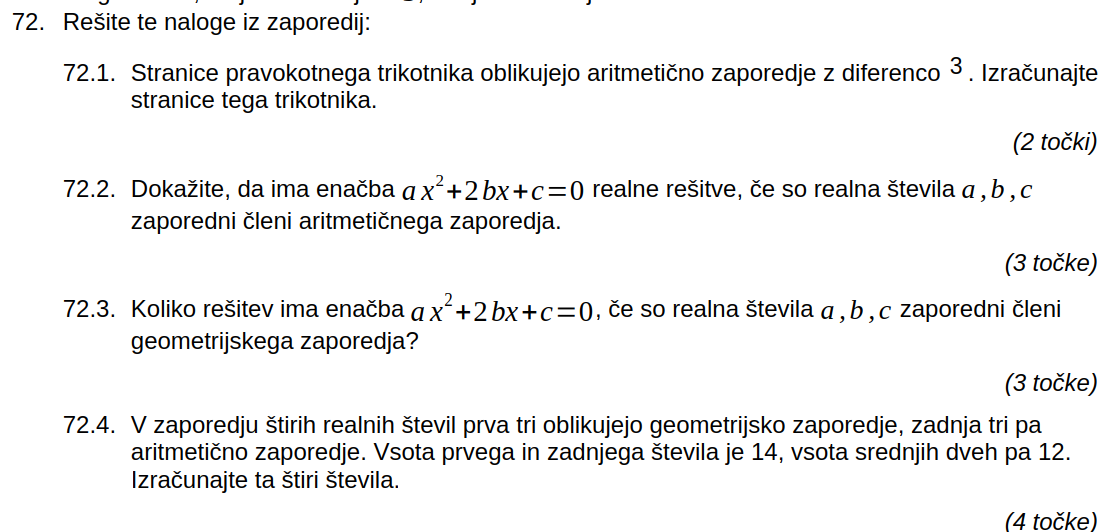 72. Rešite te naloge iz zaporedij:
72.1. Stranice pravokotnega trikotnika oblikujejo aritmetično zaporedje z diferenco 3 . Izračunajte
stranice tega trikotnika.
(2 točki)
72.2. Dokažite, da ima enačba a x²+2 bx+c=0 realne rešitve, če so realna števila a , b , c
zaporedni členi aritmetičnega zaporedja.
(3 točke)
72.3. Koliko rešitev ima enačba a x²+2 bx+c=0, če so realna števila a , b , c zaporedni členi
geometrijskega zaporedja?
(3 točke)
72.4. V zaporedju štirih realnih števil prva tri oblikujejo geometrijsko zaporedje, zadnja tri pa
aritmetično zaporedje. Vsota prvega in zadnjega števila je 14, vsota srednjih dveh pa 12.
Izračunajte ta štiri števila.
(4 točke)